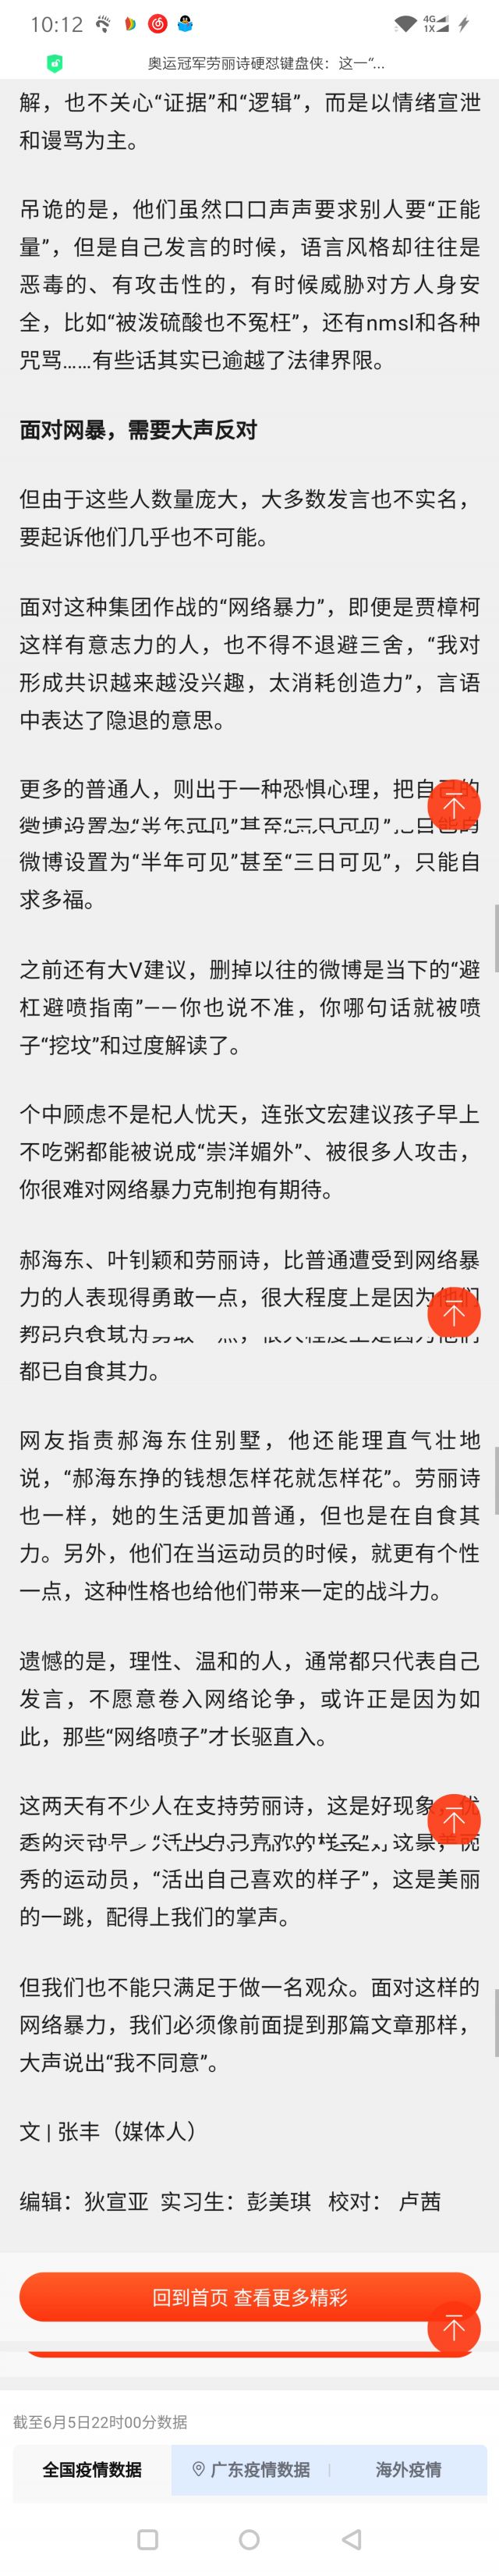 10:12
4G
1X
奥运冠军劳丽诗硬怼键盘侠：这一“...
解，也不关心“证据”和“逻辑”，而是以情绪宣泄
和谩骂为主。
吊诡的是，他们虽然口口声声要求别人要“正能
量”，但是自己发言的时候，语言风格却往往是
恶毒的、有攻击性的，有时候威胁对方人身安
全，比如“被泼硫酸也不冤枉”，还有nmsl和各种
咒骂……有些话其实已逾越了法律界限。
面对网暴，需要大声反对
但由于这些人数量庞大，大多数发言也不实名，
要起诉他们几乎也不可能。
面对这种集团作战的“网络暴力”，即便是贾樟柯
这样有意志力的人，也不得不退避三舍，“我对
形成共识越来越没兴趣，太消耗创造力”，言语
中表达了隐退的意思。
更多的普通人，则出于一种恐惧心理，把自己的
微博设置为“半年可见”甚至“三日可见”，只能自
求多福。
之前还有大V建议，删掉以往的微博是当下的“避
杠避喷指南”——你也说不准，你哪句话就被喷
子“挖坟”和过度解读了。
个中顾虑不是杞人忧天，连张文宏建议孩子早上
不吃粥都能被说成“崇洋媚外”、被很多人攻击，
你很难对网络暴力克制抱有期待。
郝海东、叶钊颖和劳丽诗，比普通遭受到网络暴
力的人表现得勇敢一点，很大程度上是因为他们
都已自食其力。
网友指责郝海东住别墅，他还能理直气壮地
说，“郝海东挣的钱想怎样花就怎样花”。劳丽诗
也一样，她的生活更加普通，但也是在自食其
力。另外，他们在当运动员的时候，就更有个性
一点，这种性格也给他们带来一定的战斗力。
遗憾的是，理性、温和的人，通常都只代表自己
发言，不愿意卷入网络论争，或许正是因为如
此，那些“网络喷子”才长驱直入。
这两天有不少人在支持劳丽诗，这是好现象，优
秀的运动员，“活出自己喜欢的样子”，这是美丽
的一跳，配得上我们的掌声。
但我们也不能只满足于做一名观众。面对这样的
网络暴力，我们必须像前面提到那篇文章那样，
大声说出“我不同意”。
文 | 张丰（媒体人）
编辑：狄宣亚 实习生：彭美琪 校对： 卢茜
回到首页 查看更多精彩
截至6月5日22时00分数据
全国疫情数据 广东疫情数据 海外疫情